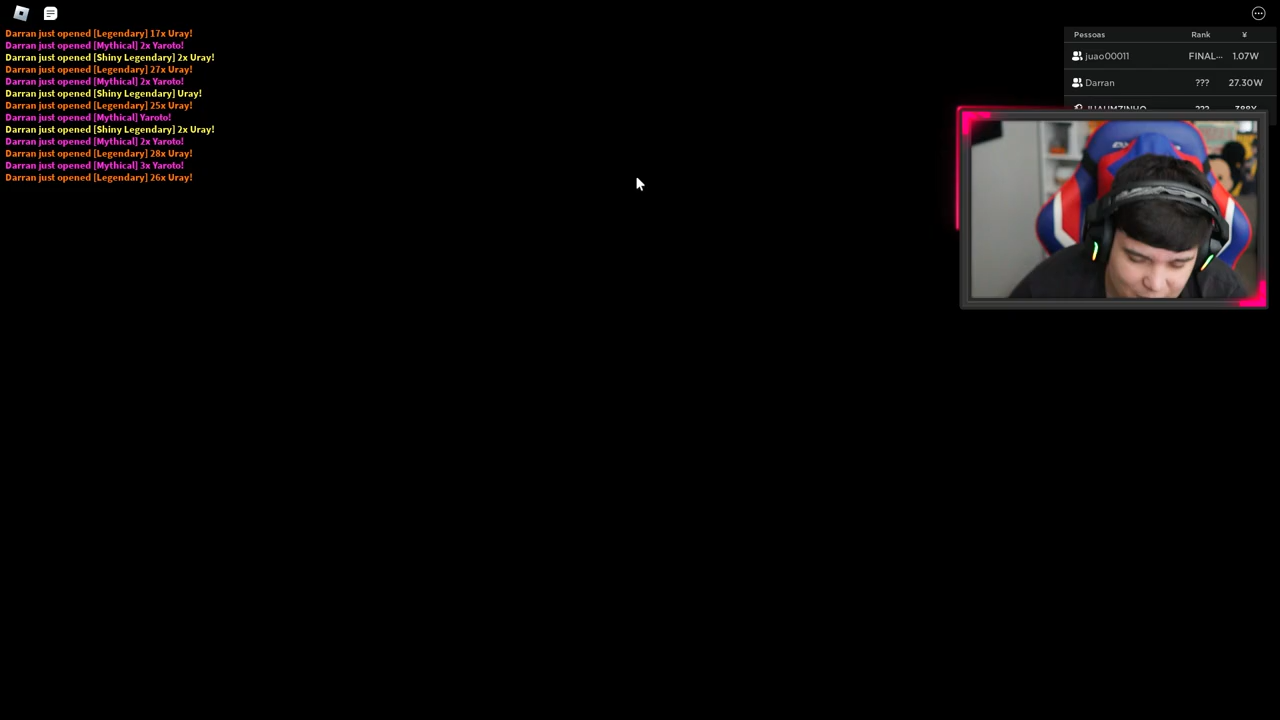 Darran just opened [Legendary] 17x Uray!
Darran just opened [Mythical] 2x Yaroto!
Darran just opened [Shiny Legendary] 2x Uray!
Darran just opened [Legendary] 27x Uray!
Darran just opened [Mythical] 2x Yaroto!
Darran just opened [Shiny Legendary] Uray!
Darran just opened [Legendary] 25x Uray!
Darran just opened [Mythical] Yaroto!
Darran just opened [Shiny Legendary] 2x Uray!
Darran just opened [Mythical] 2x Yaroto!
Darran just opened [Legendary] 28x Uray!
Darran just opened [Mythical] 3x Yaroto!
Darran just opened [Legendary] 26x Uray!
Pessoas Rank ¥
juao00011 FINAL... 1.07W
Darran ??? 27.30W